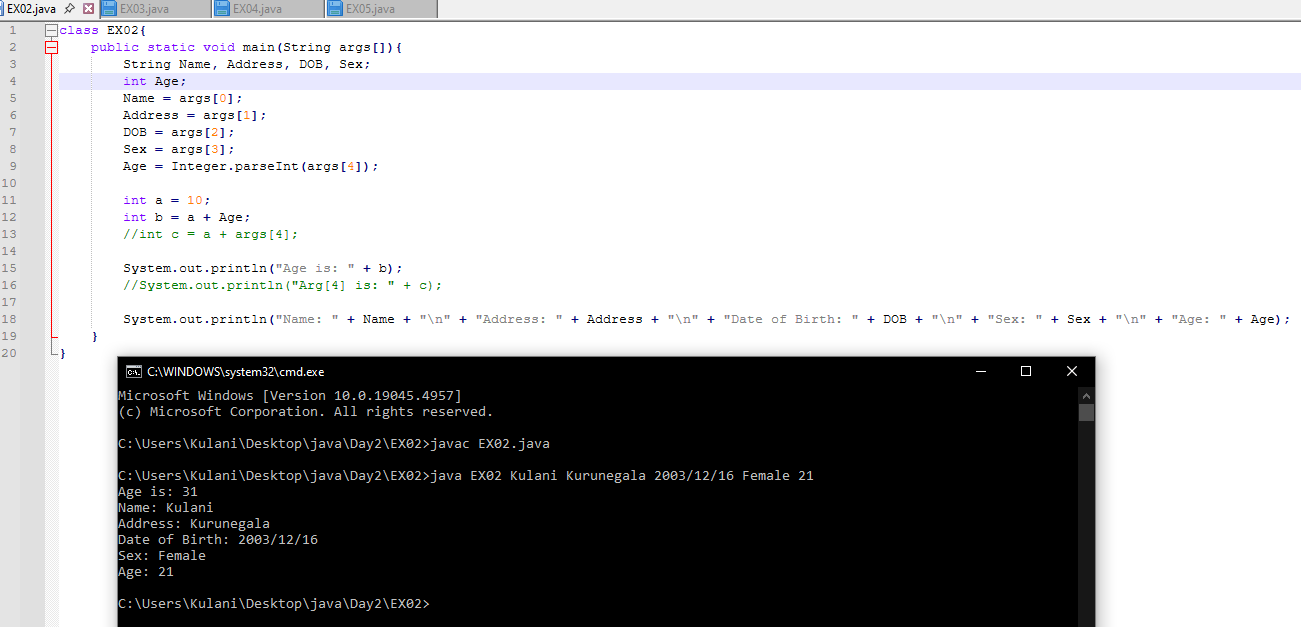 EX02.java EX03.java EX04.java EX05.java
1 class EX02{
2 public static void main(String args[]){
3 String Name, Address, DOB, Sex;
4 int Age;
5 Name = args[0];
6 Address = args[1];
7 DOB = args[2];
8 Sex = args[3];
9 Age = Integer.parseInt(args[4]);
10
11 int a = 10;
12 int b = a + Age;
13 //int c = a + args[4];
14
15 System.out.println("Age is: " + b);
16 //System.out.println("Arg[4] is: " + c);
17
18 System.out.println("Name: " + Name + "\n" + "Address: " + Address + "\n" + "Date of Birth: " + DOB + "\n" + "Sex: " + Sex + "\n" + "Age: " + Age);
19 }
20 }
C:\WINDOWS\system32\cmd.exe
Microsoft Windows [Version 10.0.19045.4957]
(c) Microsoft Corporation. All rights reserved.
C:\Users\Kulani\Desktop\java\Day2\EX02>javac EX02.java
C:\Users\Kulani\Desktop\java\Day2\EX02>java EX02 Kulani Kurunegala 2003/12/16 Female 21
Age is: 31
Name: Kulani
Address: Kurunegala
Date of Birth: 2003/12/16
Sex: Female
Age: 21
C:\Users\Kulani\Desktop\java\Day2\EX02>